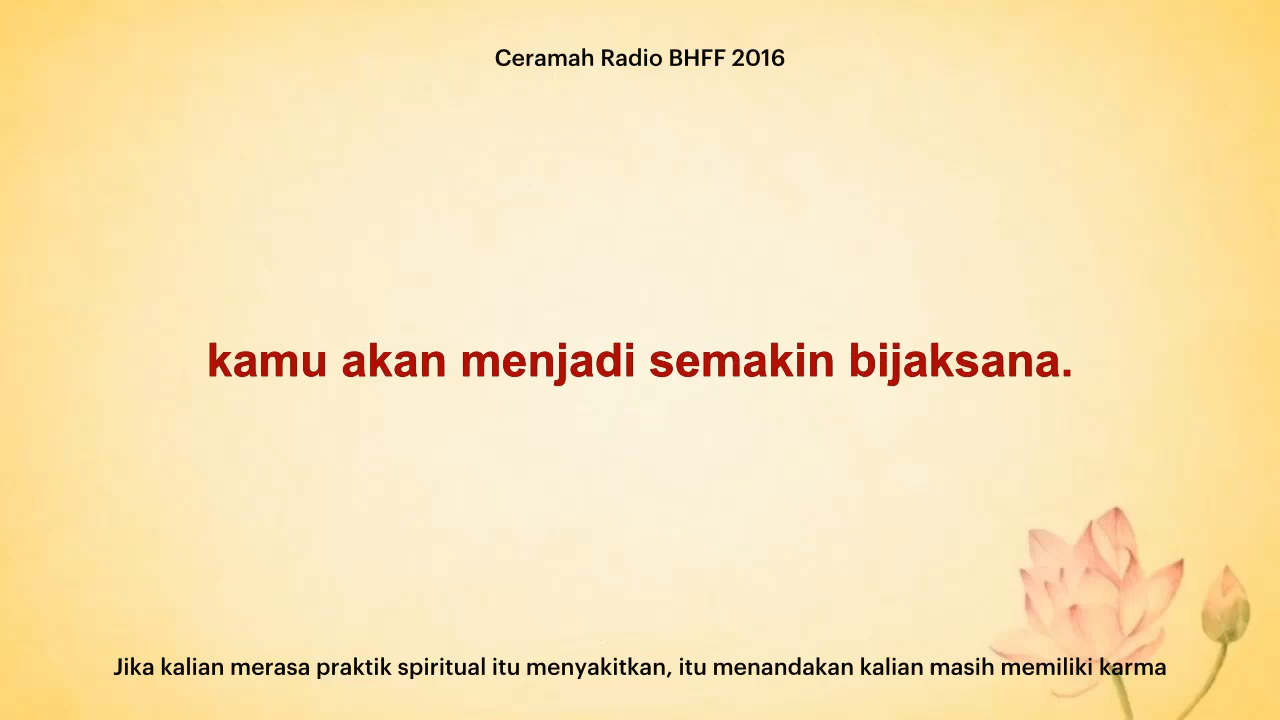 Ceramah Radio BHFF 2016
kamu akan menjadi semakin bijaksana.
Jika kalian merasa praktik spiritual itu menyakitkan, itu menandakan kalian masih memiliki karma